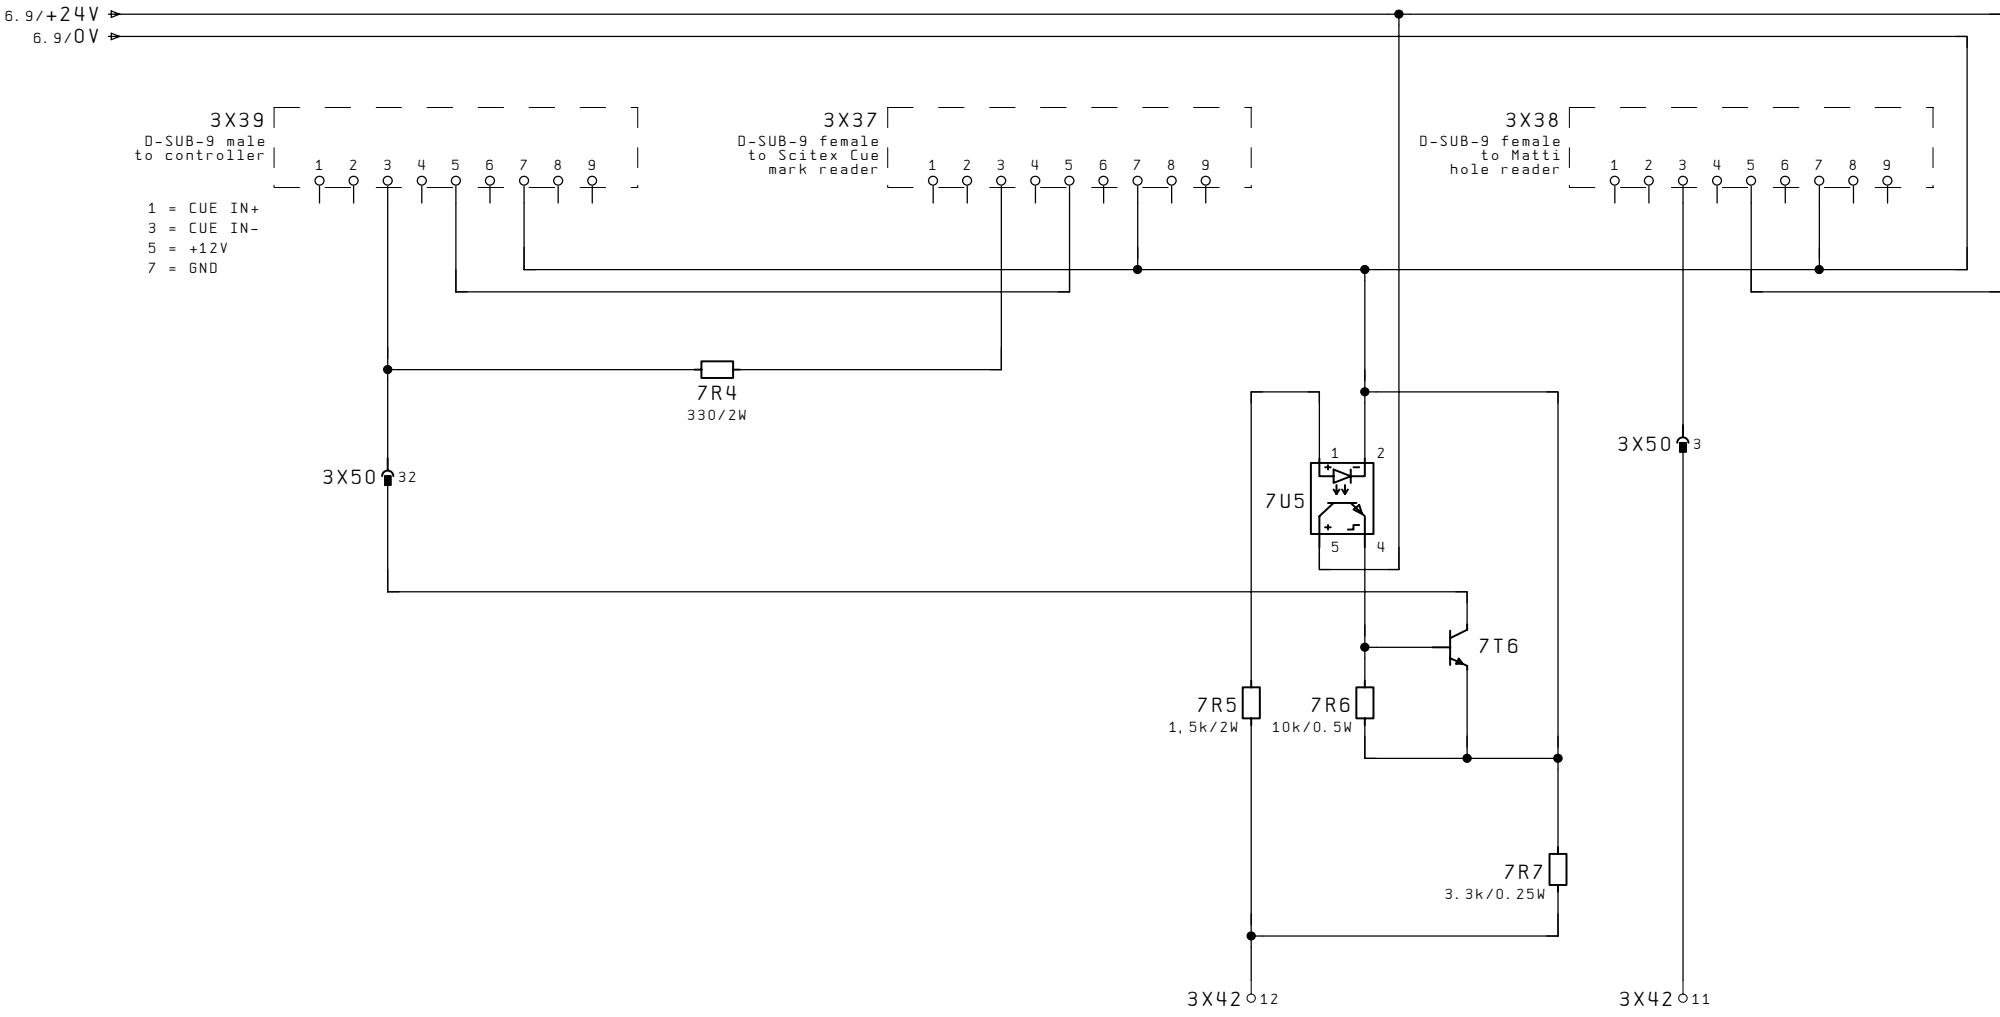 6.9/+24V
6.9/0V
3X39
D-SUB-9 male
to controller
1 2 3 4 5 6 7 8 9
1 = CUE IN+
3 = CUE IN-
5 = +12V
7 = GND
3X37
D-SUB-9 female
to Scitex Cue
mark reader
1 2 3 4 5 6 7 8 9
3X38
D-SUB-9 female
to Matti
hole reader
1 2 3 4 5 6 7 8 9
7R4
330/2W
3X50 32
3X50 3
1 2
+ -
7U5
+
5 4
7T6
7R5
1,5k/2W
7R6
10k/0.5W
7R7
3.3k/0.25W
3X42 12
3X42 11